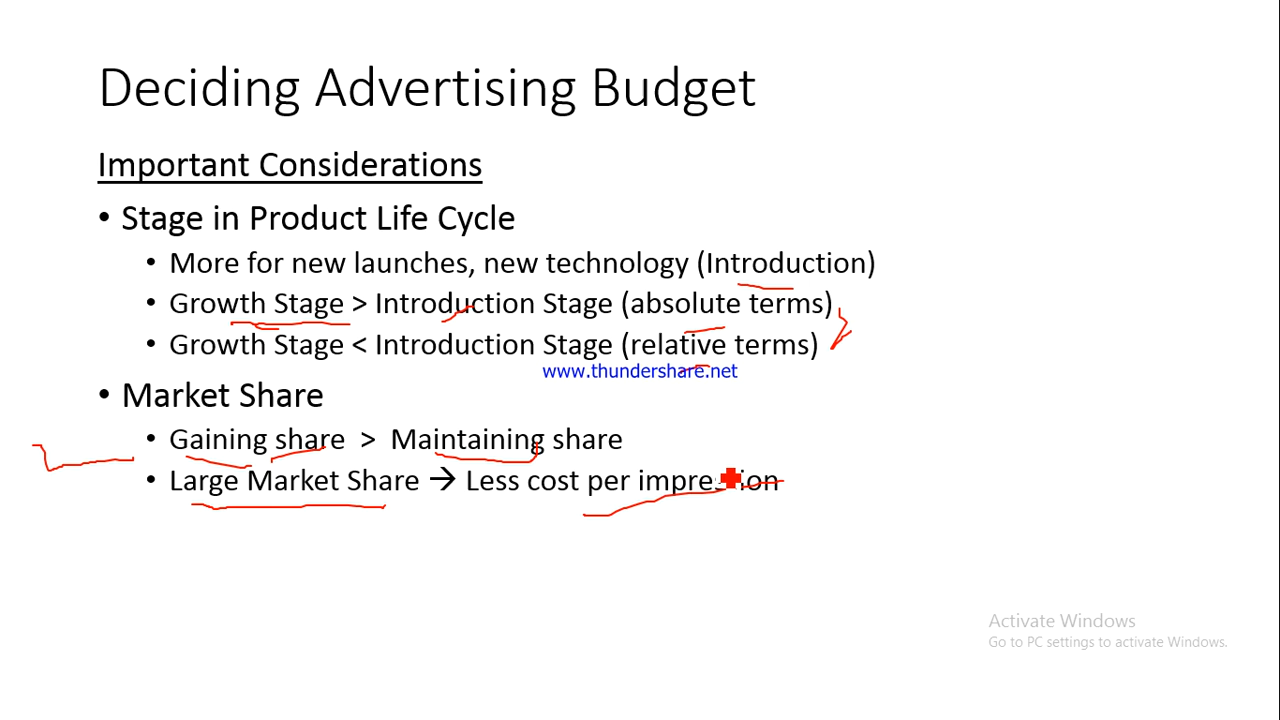 Deciding Advertising Budget
Important Considerations
• Stage in Product Life Cycle
• More for new launches, new technology (Introduction)
• Growth Stage > Introduction Stage (absolute terms)
• Growth Stage < Introduction Stage (relative terms)
www.thundershare.net
• Market Share
• Gaining share > Maintaining share
• Large Market Share → Less cost per impression
Activate Windows
Go to PC settings to activate Windows.